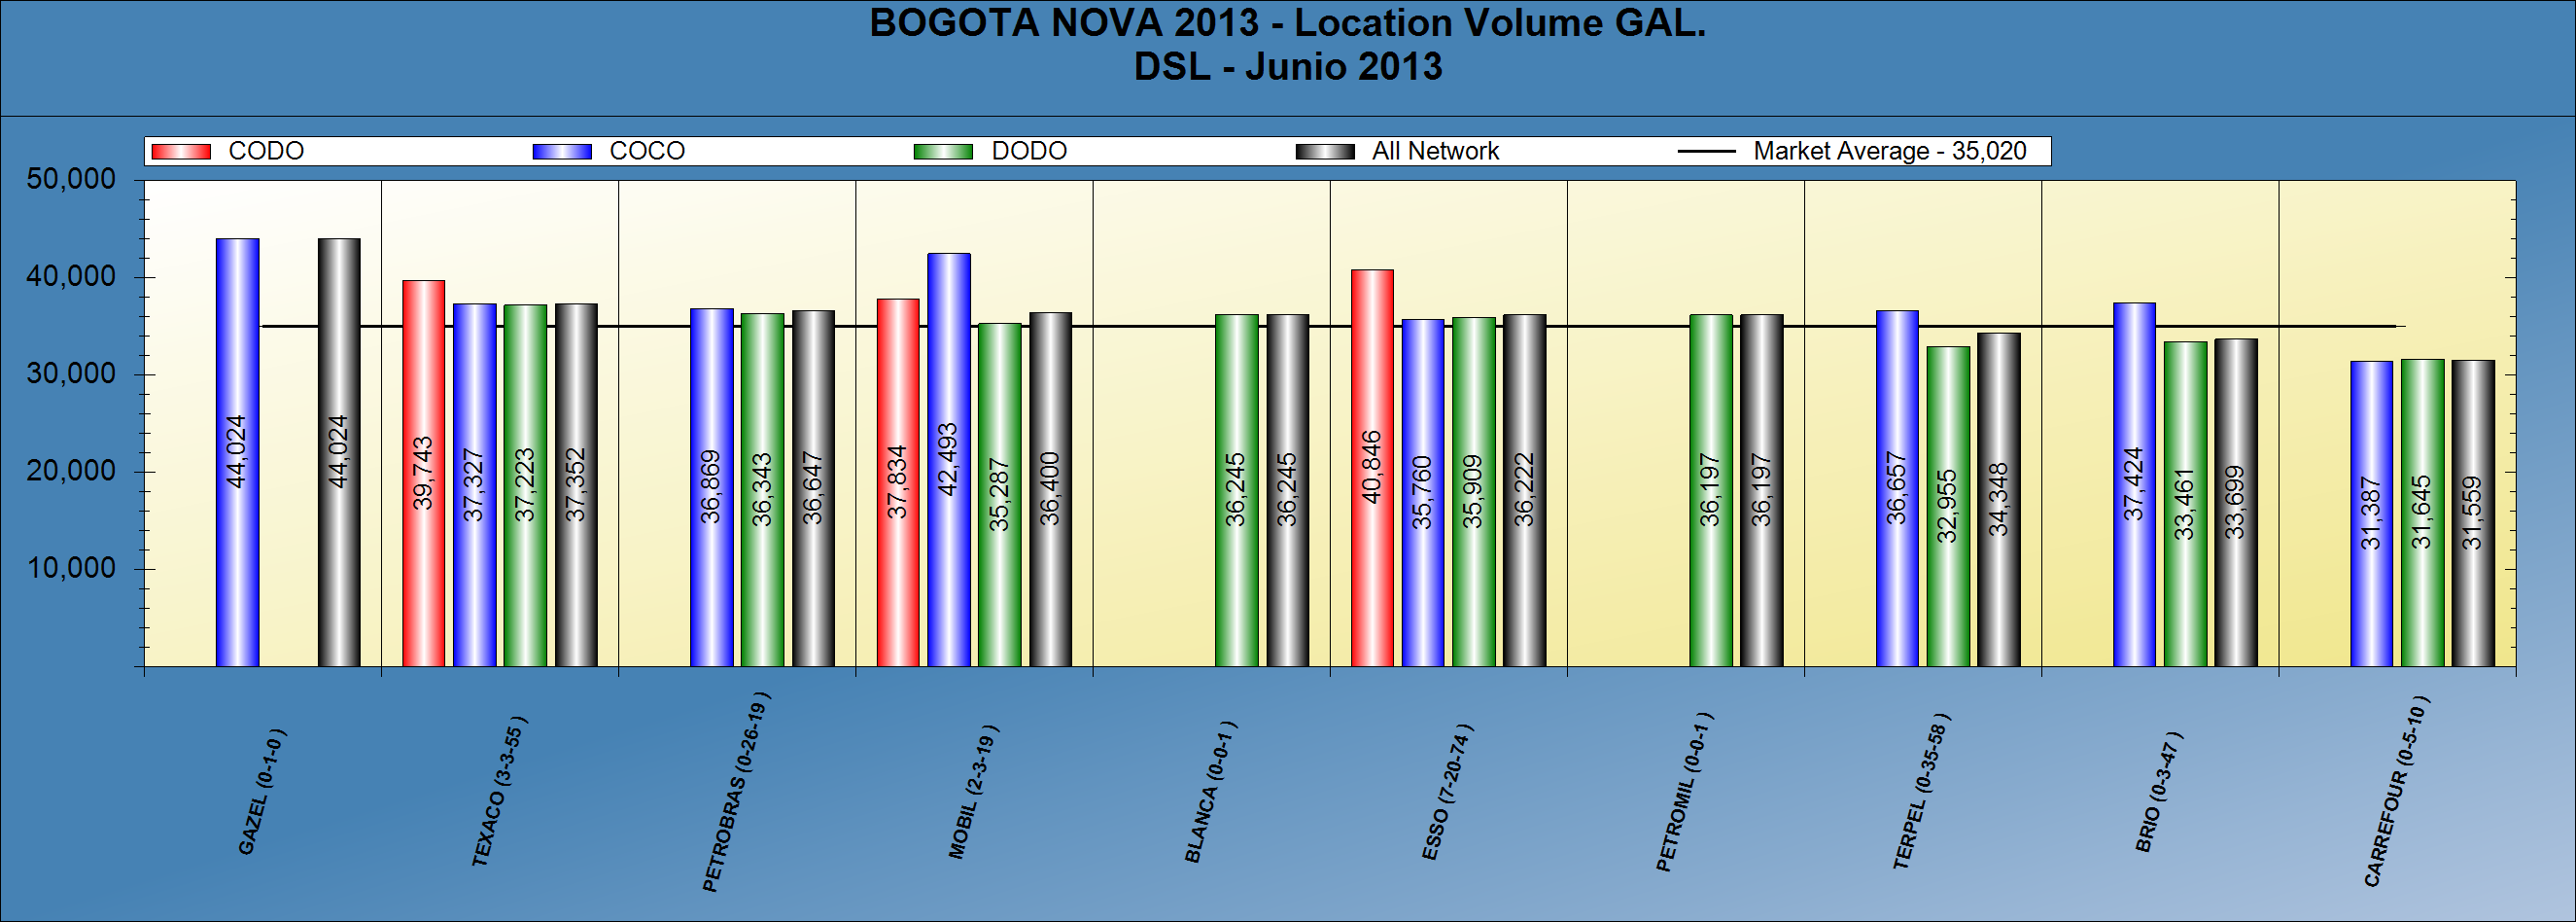 BOGOTA NOVA 2013 - Location Volume GAL.
DSL - Junio 2013
CODO
COCO
DODO
All Network
Market Average - 35,020
50,000
40,000
30,000
20,000
10,000
44,024
44,024
39,743
37,327
37,223
37,352
36,869
36,343
36,647
37,834
42,493
35,287
36,400
36,245
36,245
40,846
35,760
35,909
36,222
36,197
36,197
36,657
32,955
34,348
37,424
33,461
33,699
31,387
31,645
31,559
GAZEL (0-1-0 )
TEXACO (3-3-55 )
PETROBRAS (0-26-19 )
MOBIL (2-3-19 )
BLANCA (0-0-1 )
ESSO (7-20-74 )
PETROMIL (0-0-1 )
TERPEL (0-35-58 )
BRIO (0-3-47 )
CARREFOUR (0-5-10 )